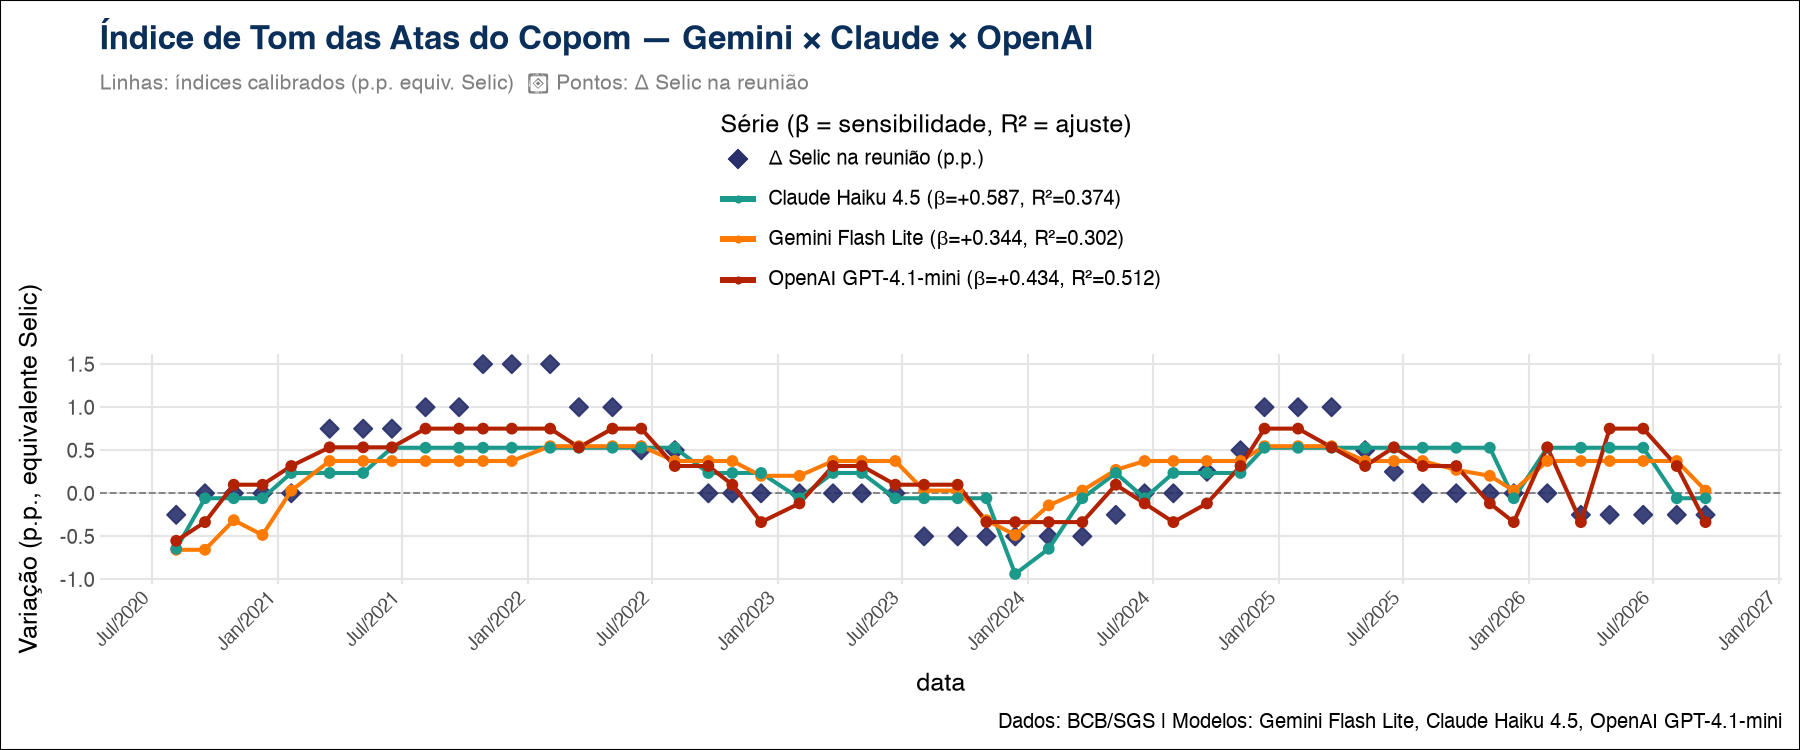 Índice de Tom das Atas do Copom — Gemini × Claude × OpenAI
Linhas: índices calibrados (p.p. equiv. Selic) Pontos: Δ Selic na reunião
Série (β = sensibilidade, R² = ajuste)
Δ Selic na reunião (p.p.)
Claude Haiku 4.5 (β=+0.587, R²=0.374)
Gemini Flash Lite (β=+0.344, R²=0.302)
OpenAI GPT-4.1-mini (β=+0.434, R²=0.512)
Variação (p.p., equivalente Selic)
1.5
1.0
0.5
0.0
-0.5
-1.0
Jul/2020
Jan/2021
Jul/2021
Jan/2022
Jul/2022
Jan/2023
Jul/2023
Jan/2024
Jul/2024
Jan/2025
Jul/2025
Jan/2026
Jul/2026
Jan/2027
data
Dados: BCB/SGS | Modelos: Gemini Flash Lite, Claude Haiku 4.5, OpenAI GPT-4.1-mini